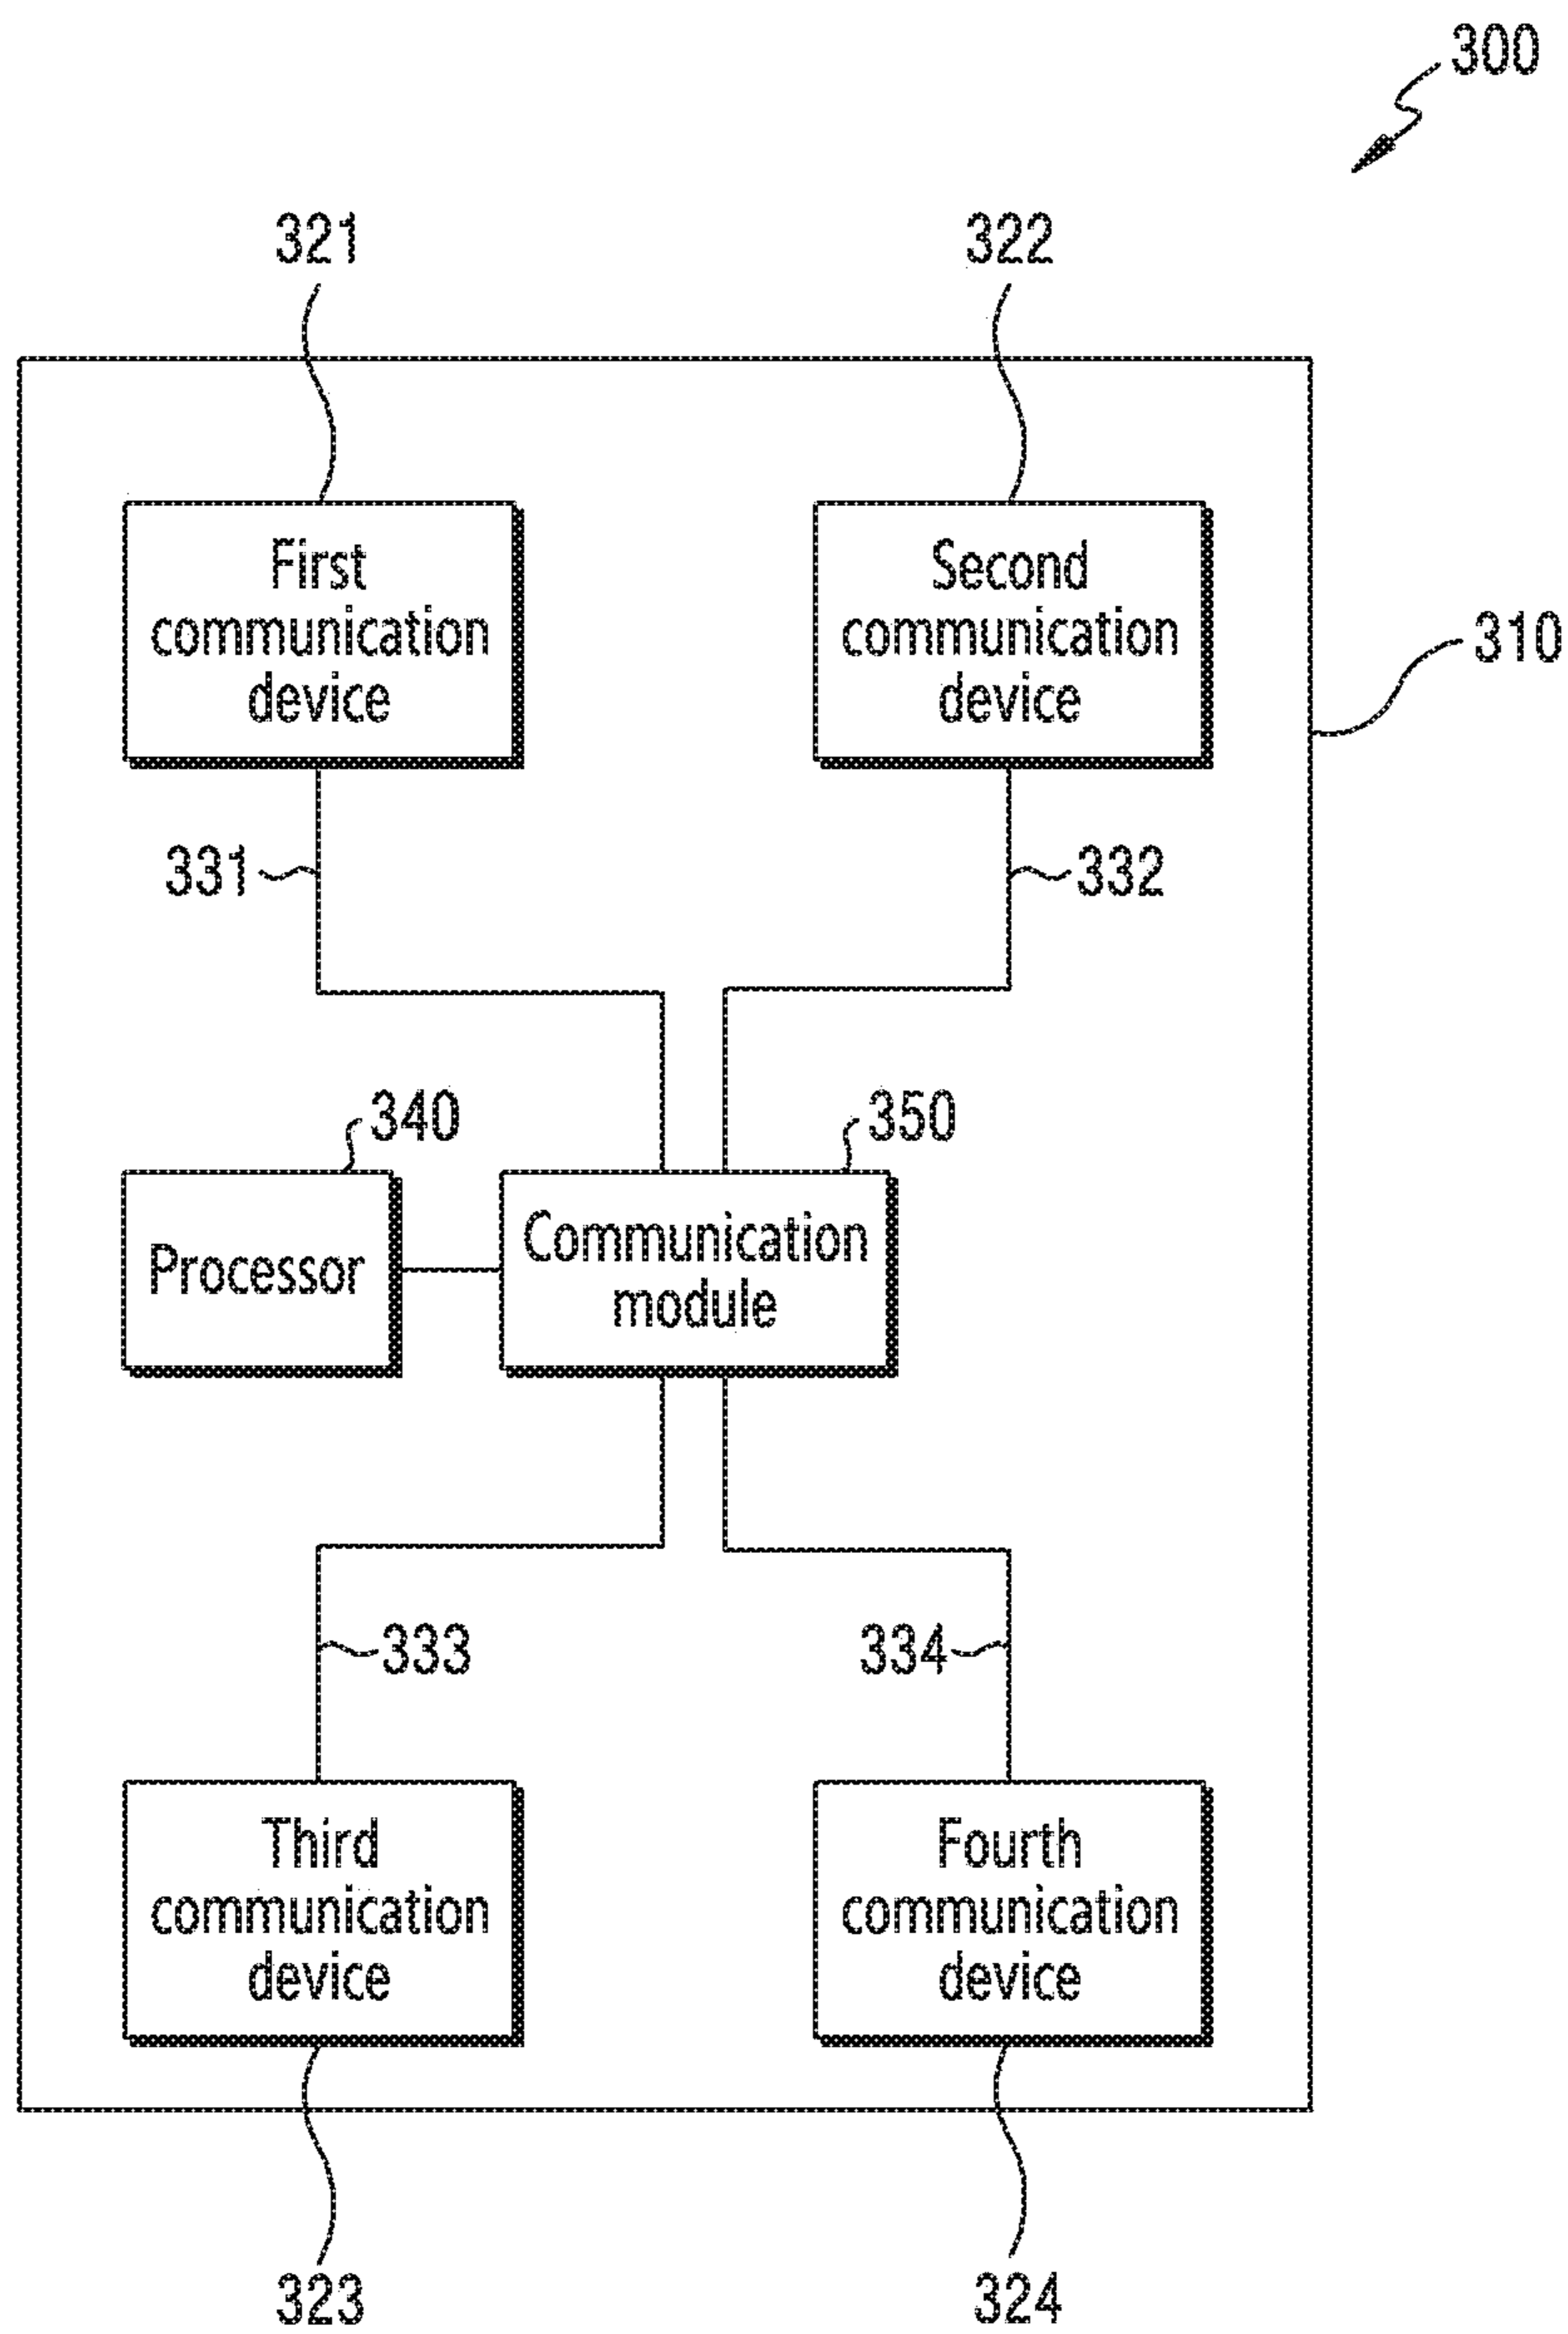 300
321
322
First
communication
device
Second
communication
device
310
331
332
340
350
Processor
Communication
module
333
334
Third
communication
device
Fourth
communication
device
323
324